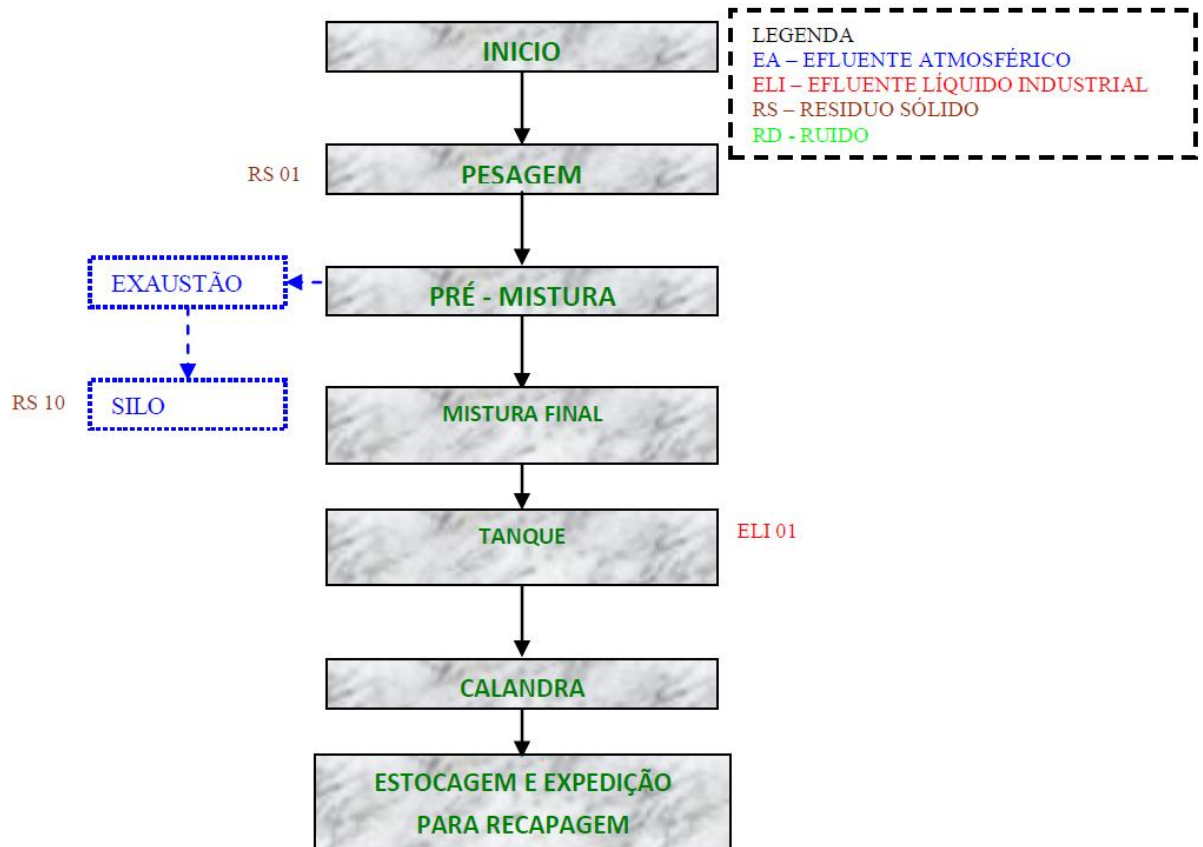 INICIO
LEGENDA
EA – EFLUENTE ATMOSFÉRICO
ELI – EFLUENTE LÍQUIDO INDUSTRIAL
RS – RESIDUO SÓLIDO
RD - RUIDO
RS 01
PESAGEM
EXAUSTÃO
PRÉ - MISTURA
RS 10
SILO
MISTURA FINAL
TANQUE
ELI 01
CALANDRA
ESTOCAGEM E EXPEDIÇÃO
PARA RECAPAGEM